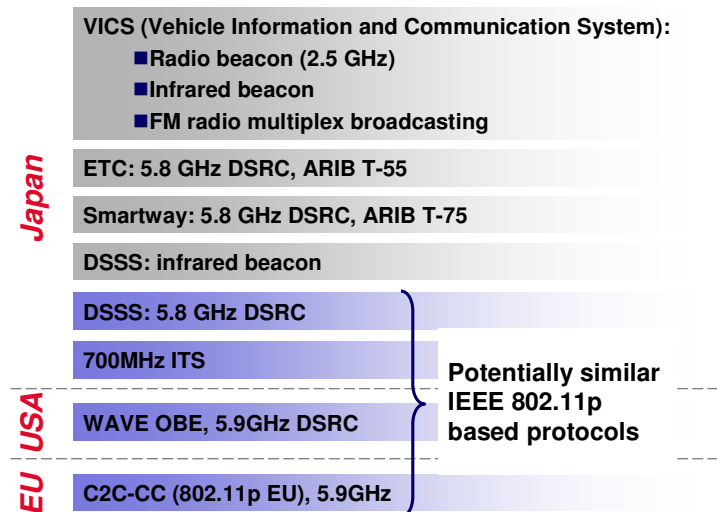 VICS (Vehicle Information and Communication System):
Radio beacon (2.5 GHz)
Infrared beacon
FM radio multiplex broadcasting
Japan
ETC: 5.8 GHz DSRC, ARIB T-55
Smartway: 5.8 GHz DSRC, ARIB T-75
DSSS: infrared beacon
DSSS: 5.8 GHz DSRC
700MHz ITS
Potentially similar
IEEE 802.11p
based protocols
USA
WAVE OBE, 5.9GHz DSRC
EU
C2C-CC (802.11p EU), 5.9GHz